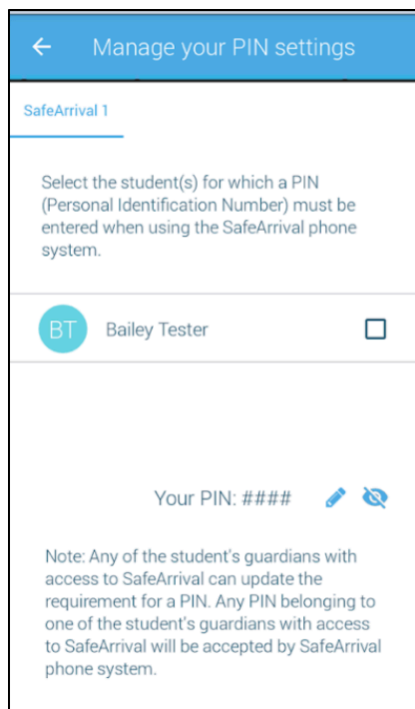 Manage your PIN settings
SafeArrival 1
Select the student(s) for which a PIN
(Personal Identification Number) must be
entered when using the SafeArrival phone
system.
BT Bailey Tester
Your PIN: ####
Note: Any of the student's guardians with
access to SafeArrival can update the
requirement for a PIN. Any PIN belonging to
one of the student's guardians with access
to SafeArrival will be accepted by SafeArrival
phone system.